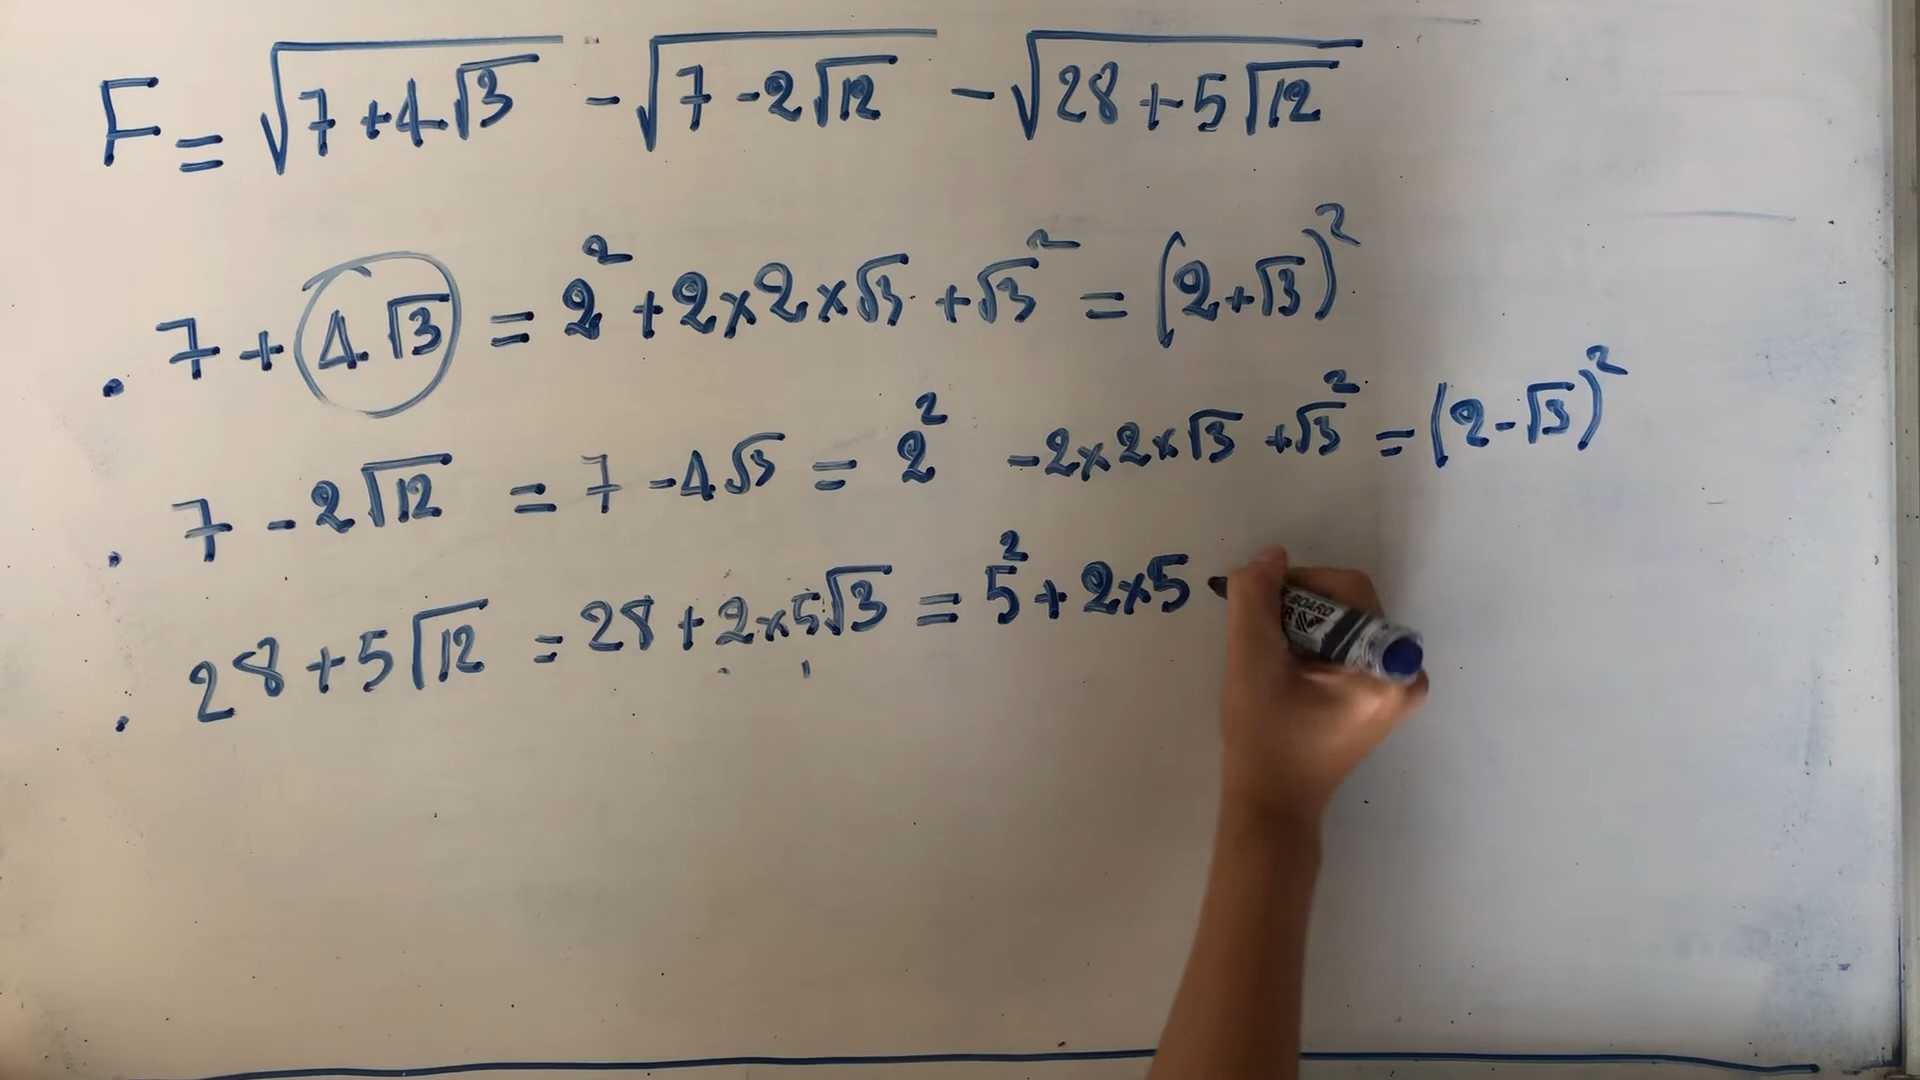 F = √(7 + 4√3) - √(7 - 2√12) - √(28 + 5√12)
. 7 + 4√3 = 2² + 2×2×√3 + √3² = (2+√3)²
. 7 - 2√12 = 7 - 4√3 = 2² - 2×2×√3 + √3² = (2-√3)²
. 28 + 5√12 = 28 + 2×5√3 = 5² + 2×5
BOARD